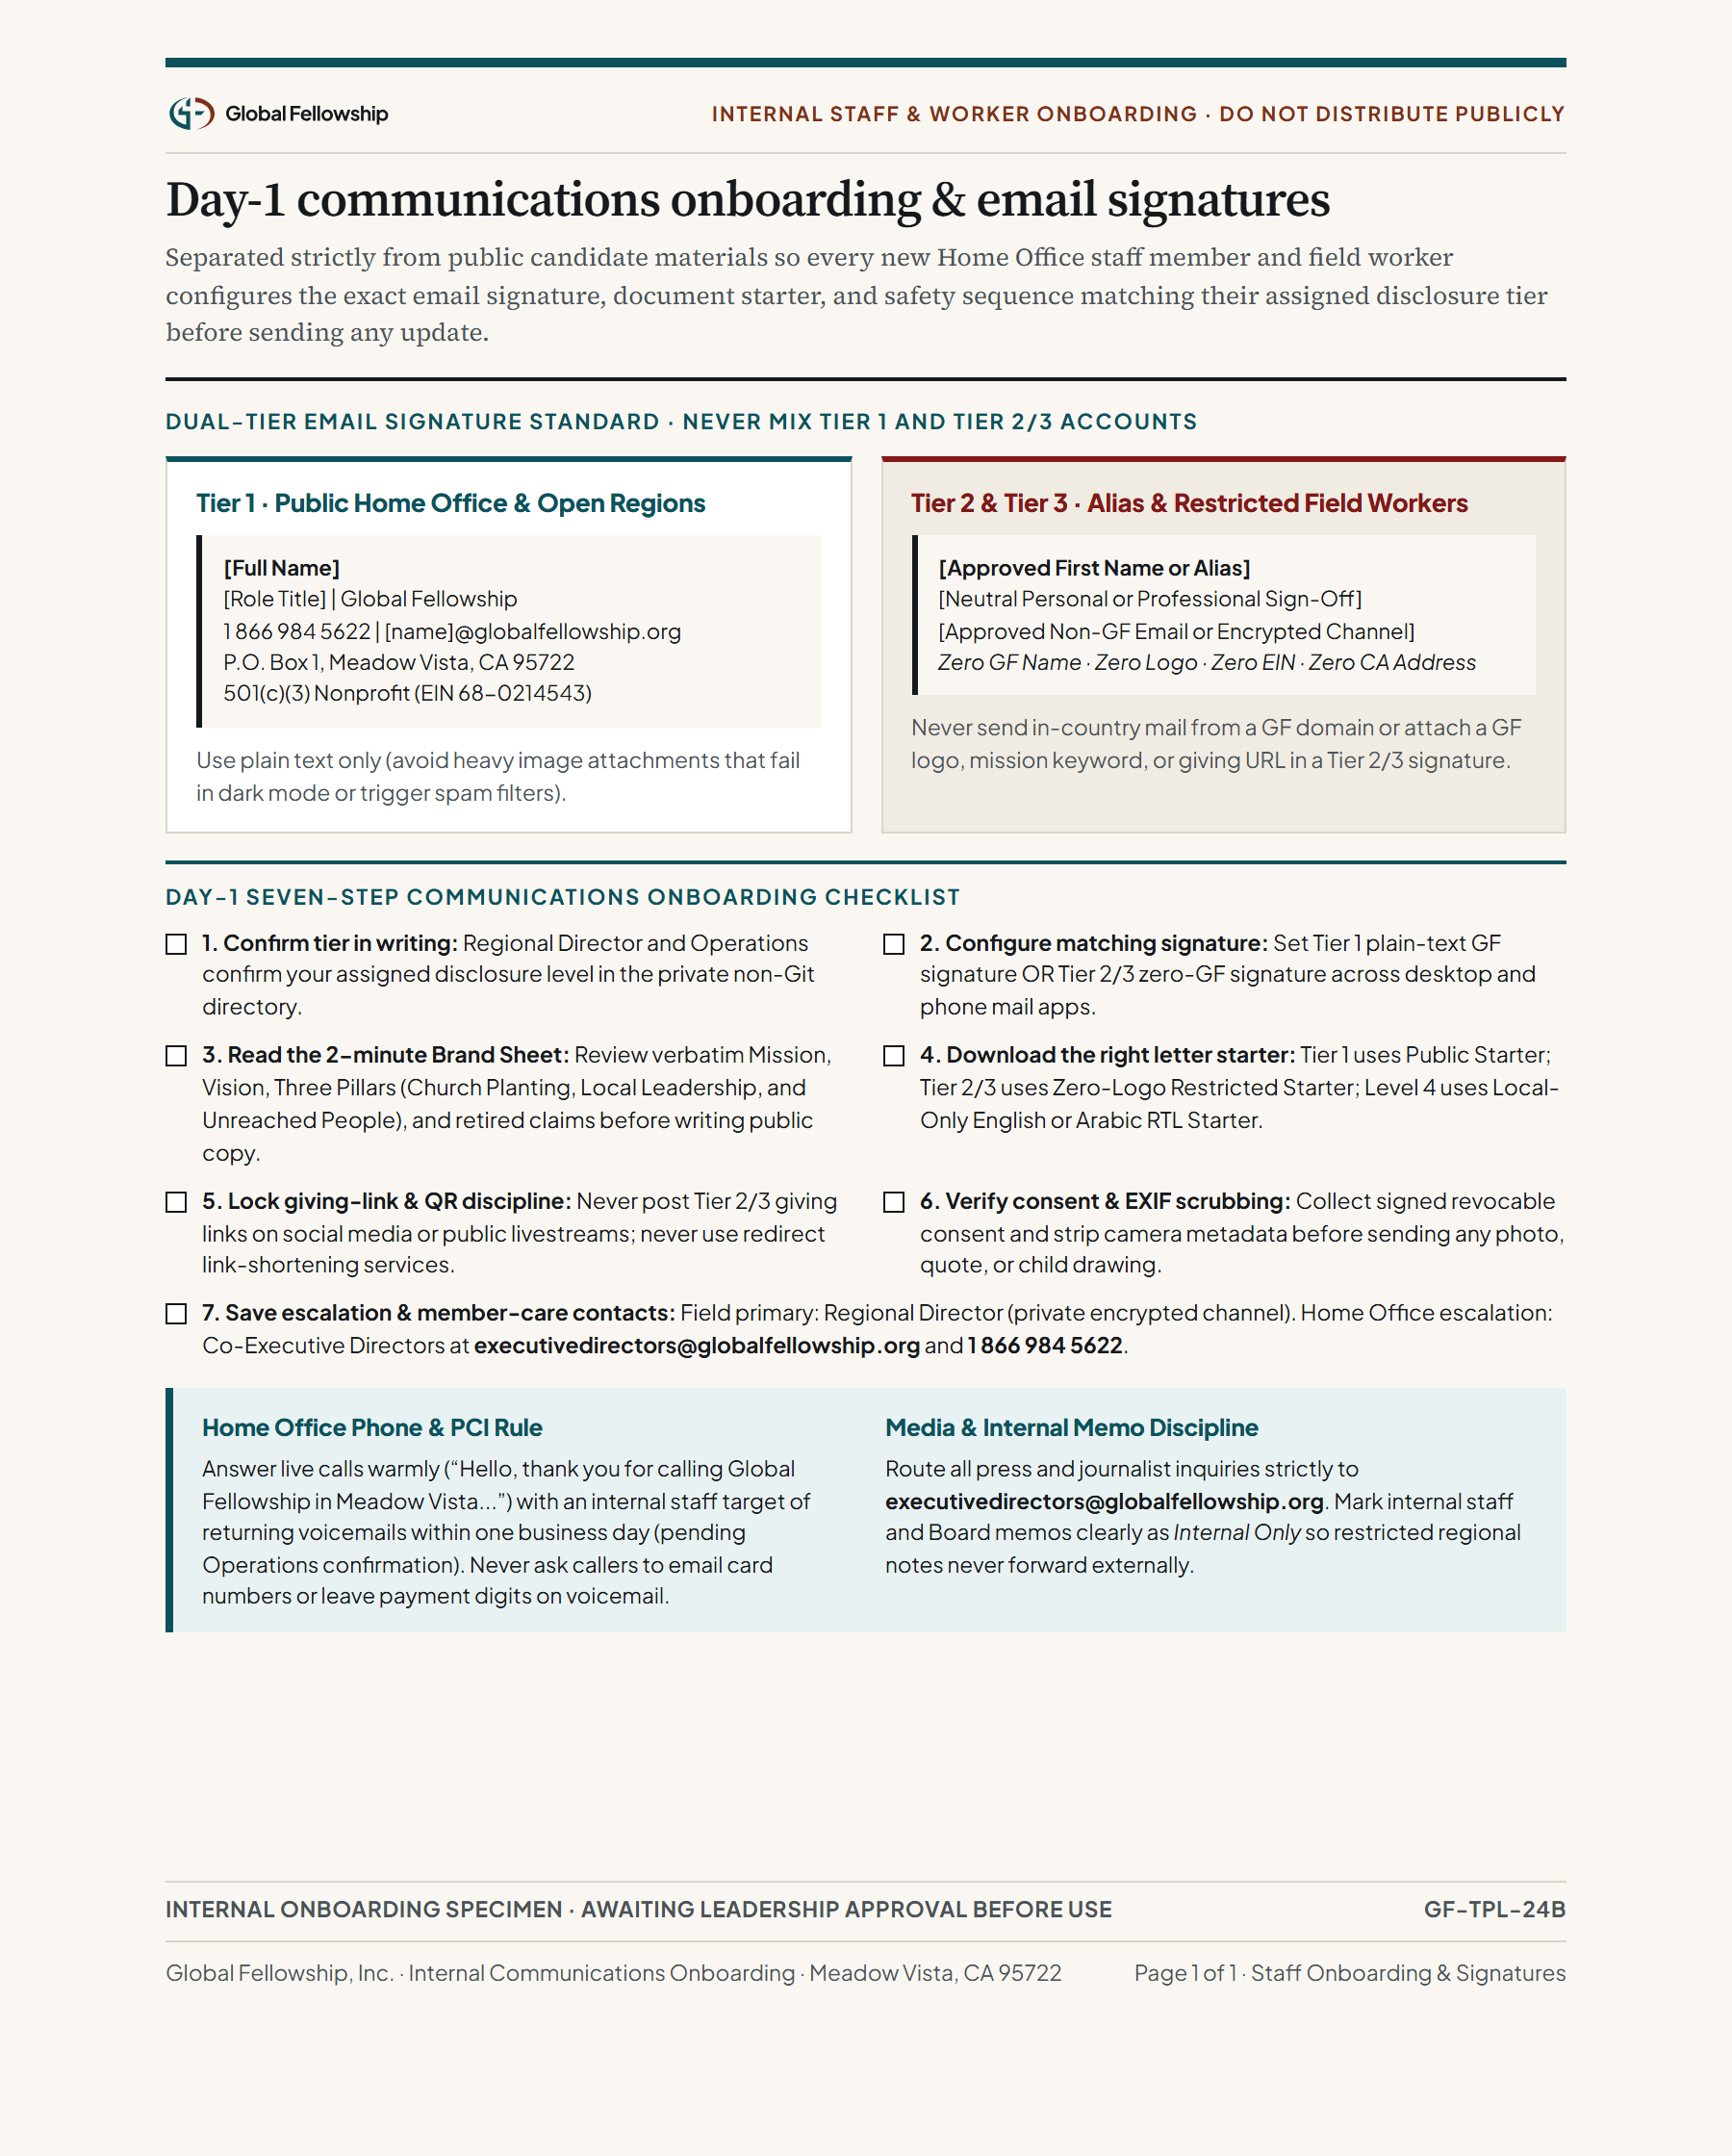 Global Fellowship
INTERNAL STAFF & WORKER ONBOARDING · DO NOT DISTRIBUTE PUBLICLY
Day-1 communications onboarding & email signatures
Separated strictly from public candidate materials so every new Home Office staff member and field worker
configures the exact email signature, document starter, and safety sequence matching their assigned disclosure tier
before sending any update.
DUAL-TIER EMAIL SIGNATURE STANDARD · NEVER MIX TIER 1 AND TIER 2/3 ACCOUNTS
Tier 1 · Public Home Office & Open Regions
[Full Name]
[Role Title] | Global Fellowship
1 866 984 5622 | [name]@globalfellowship.org
P.O. Box 1, Meadow Vista, CA 95722
501(c)(3) Nonprofit (EIN 68-0214543)
Use plain text only (avoid heavy image attachments that fail
in dark mode or trigger spam filters).
Tier 2 & Tier 3 · Alias & Restricted Field Workers
[Approved First Name or Alias]
[Neutral Personal or Professional Sign-Off]
[Approved Non-GF Email or Encrypted Channel]
Zero GF Name · Zero Logo · Zero EIN · Zero CA Address
Never send in-country mail from a GF domain or attach a GF
logo, mission keyword, or giving URL in a Tier 2/3 signature.
DAY-1 SEVEN-STEP COMMUNICATIONS ONBOARDING CHECKLIST
1. Confirm tier in writing: Regional Director and Operations
confirm your assigned disclosure level in the private non-Git
directory.
2. Configure matching signature: Set Tier 1 plain-text GF
signature OR Tier 2/3 zero-GF signature across desktop and
phone mail apps.
3. Read the 2-minute Brand Sheet: Review verbatim Mission,
Vision, Three Pillars (Church Planting, Local Leadership, and
Unreached People), and retired claims before writing public
copy.
4. Download the right letter starter: Tier 1 uses Public Starter;
Tier 2/3 uses Zero-Logo Restricted Starter; Level 4 uses Local-
Only English or Arabic RTL Starter.
5. Lock giving-link & QR discipline: Never post Tier 2/3 giving
links on social media or public livestreams; never use redirect
link-shortening services.
6. Verify consent & EXIF scrubbing: Collect signed revocable
consent and strip camera metadata before sending any photo,
quote, or child drawing.
7. Save escalation & member-care contacts: Field primary: Regional Director (private encrypted channel). Home Office escalation:
Co-Executive Directors at executivedirectors@globalfellowship.org and 1 866 984 5622.
Home Office Phone & PCI Rule
Answer live calls warmly (“Hello, thank you for calling Global
Fellowship in Meadow Vista...”) with an internal staff target of
returning voicemails within one business day (pending
Operations confirmation). Never ask callers to email card
numbers or leave payment digits on voicemail.
Media & Internal Memo Discipline
Route all press and journalist inquiries strictly to
executivedirectors@globalfellowship.org. Mark internal staff
and Board memos clearly as Internal Only so restricted regional
notes never forward externally.
INTERNAL ONBOARDING SPECIMEN · AWAITING LEADERSHIP APPROVAL BEFORE USE
GF-TPL-24B
Global Fellowship, Inc. · Internal Communications Onboarding · Meadow Vista, CA 95722
Page 1 of 1 · Staff Onboarding & Signatures